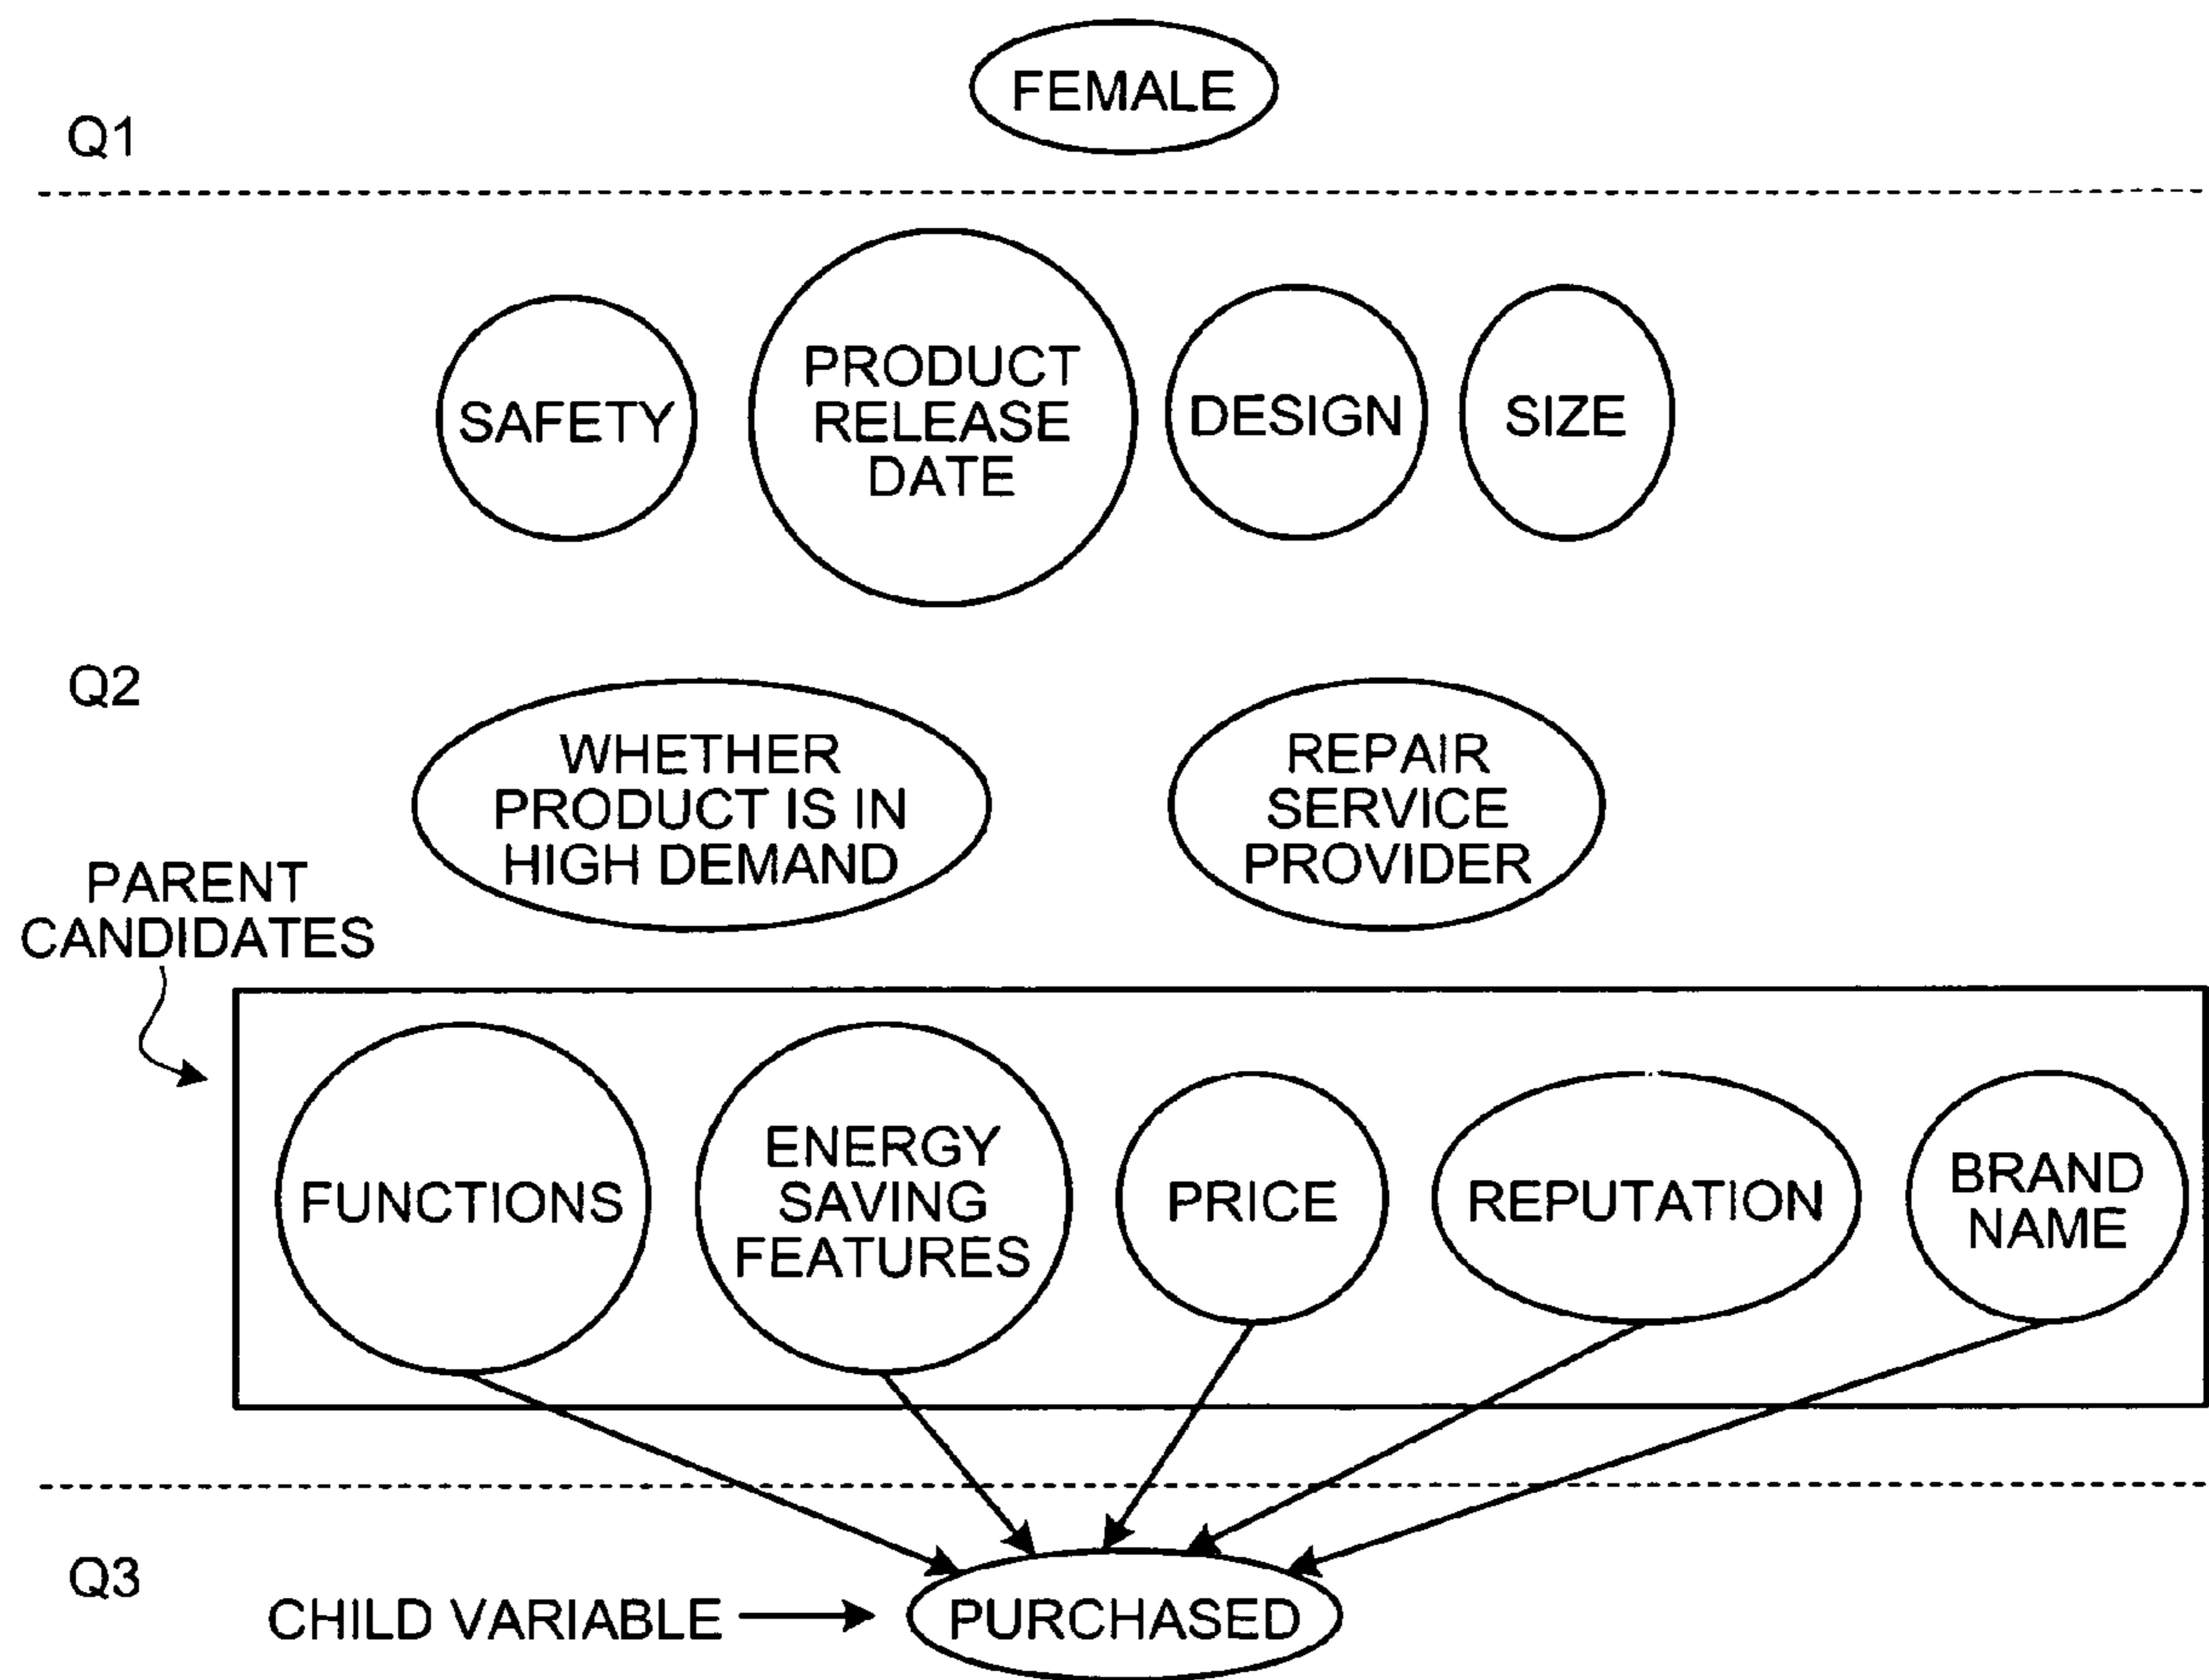 FEMALE
Q1
SAFETY
PRODUCT
RELEASE
DATE
DESIGN
SIZE
Q2
WHETHER
PRODUCT IS IN
HIGH DEMAND
REPAIR
SERVICE
PROVIDER
PARENT
CANDIDATES
FUNCTIONS
ENERGY
SAVING
FEATURES
PRICE
REPUTATION
BRAND
NAME
Q3
CHILD VARIABLE
PURCHASED